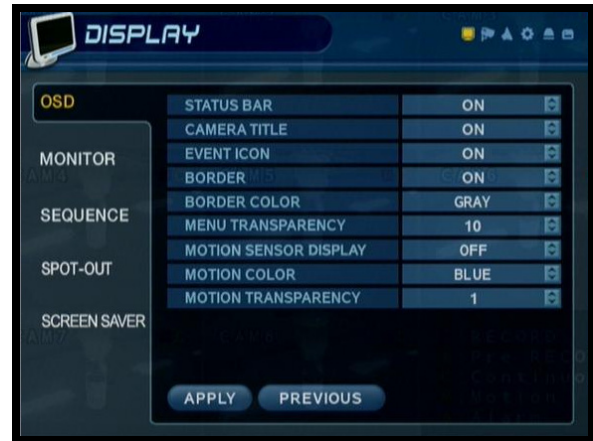 DISPLAY
OSD
MONITOR
SEQUENCE
SPOT-OUT
SCREEN SAVER
STATUS BAR ON
CAMERA TITLE ON
EVENT ICON ON
BORDER ON
BORDER COLOR GRAY
MENU TRANSPARENCY 10
MOTION SENSOR DISPLAY OFF
MOTION COLOR BLUE
MOTION TRANSPARENCY 1
APPLY PREVIOUS